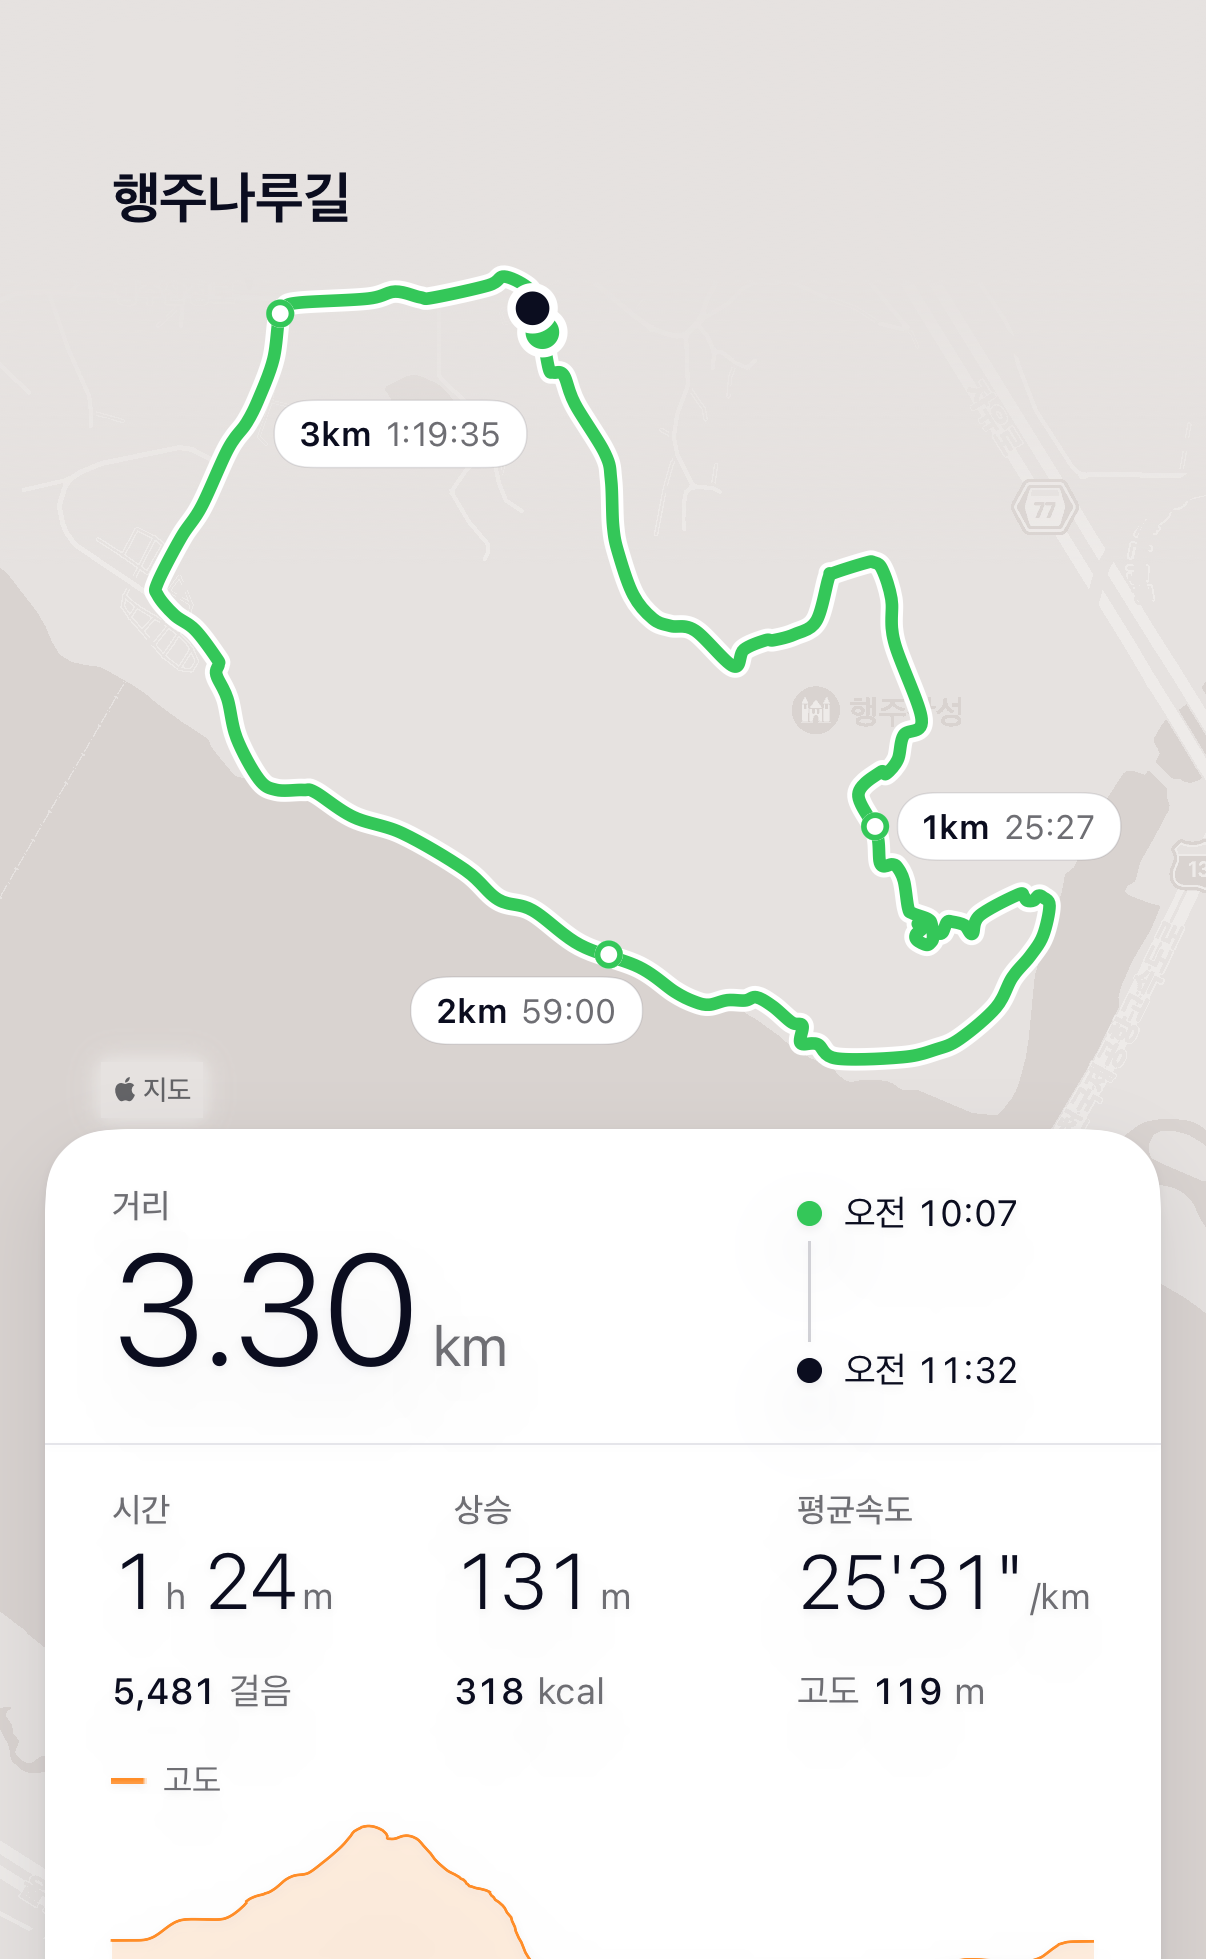 행주나루길
3km 1:19:35
77
행주산성
1km 25:27
13
2km 59:00
지도
거리
3.30 km
오전 10:07
오전 11:32
시간
상승
평균속도
1h 24m
131 m
25'31"/km
5,481 걸음
318 kcal
고도 119 m
고도